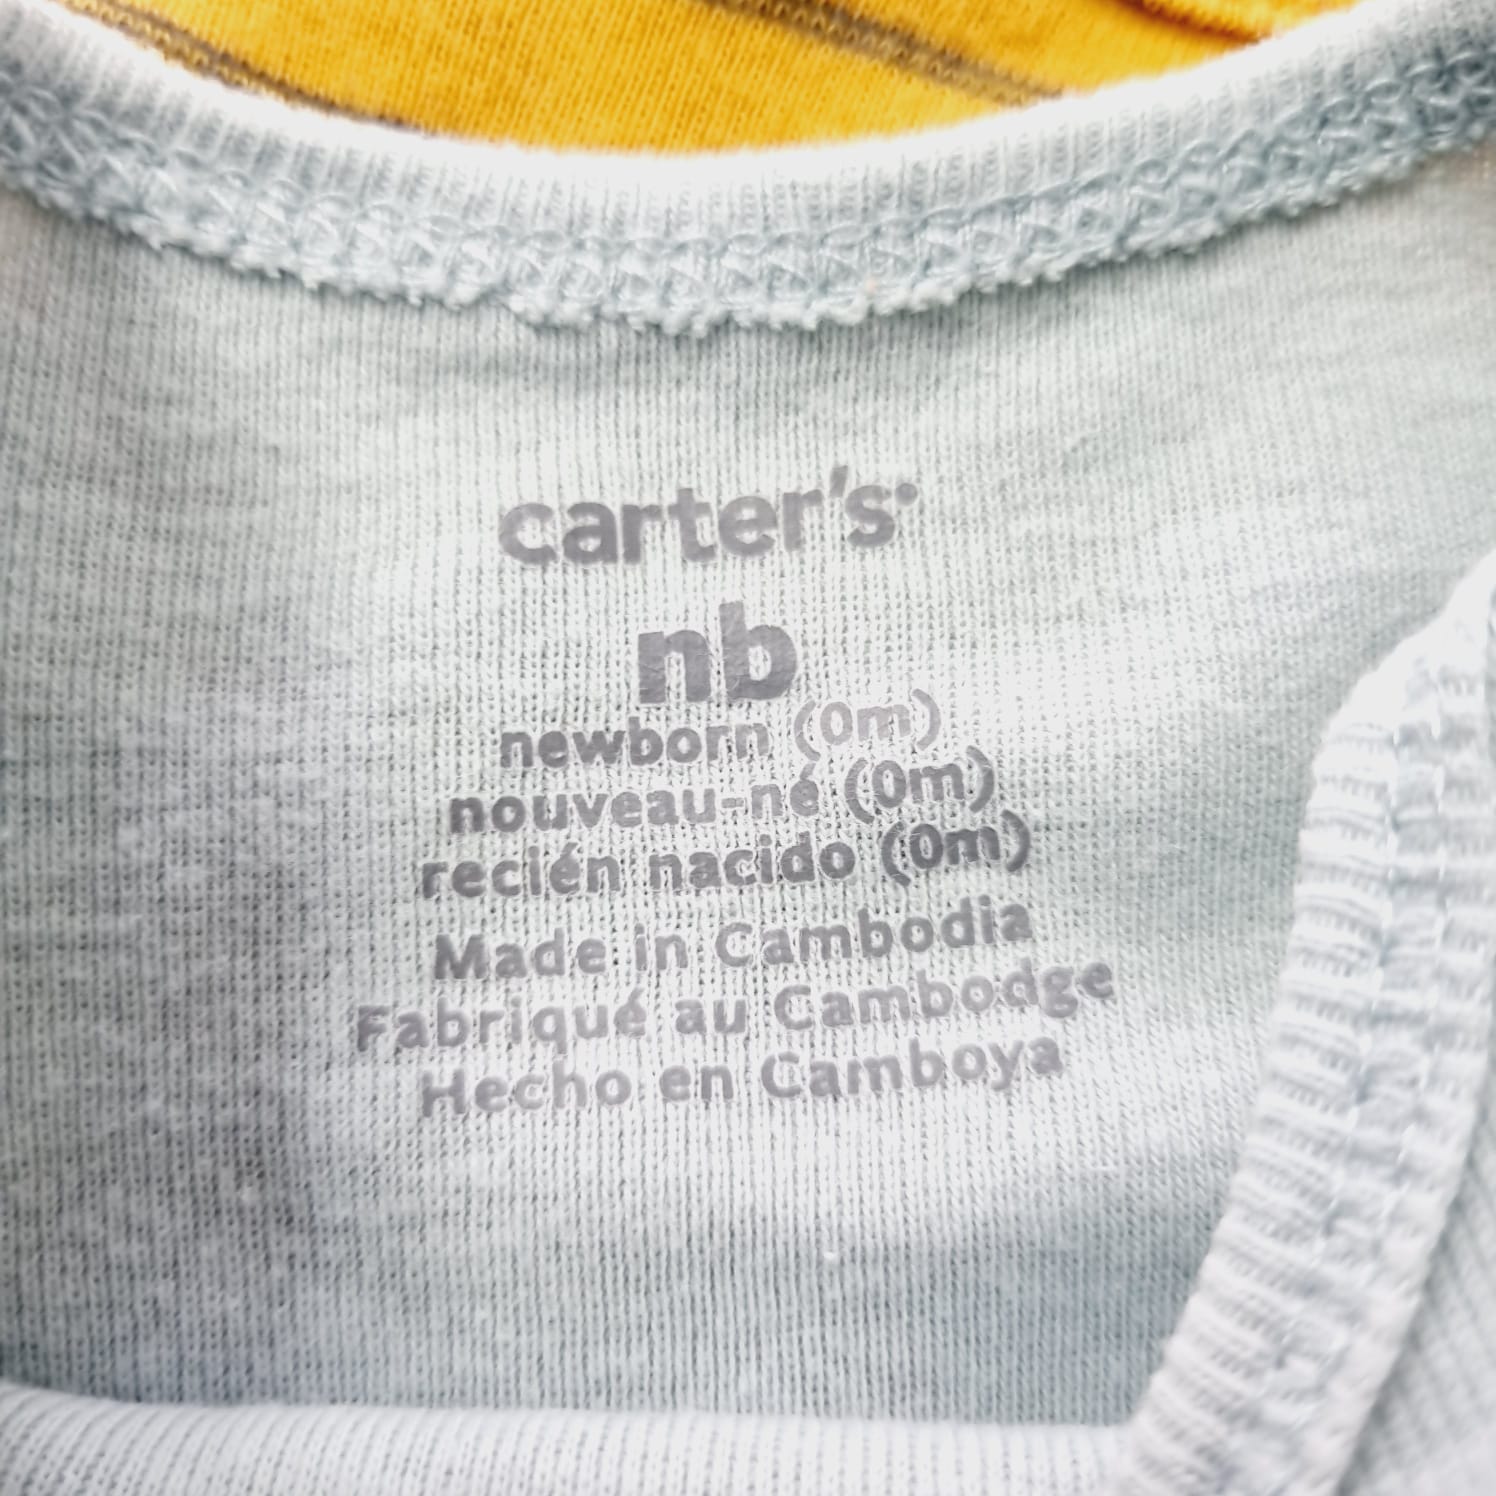 carter's
nb
newborn (0m)
nouveau-né (0m)
recién nacido (0m)
Made in Cambodia
Fabriqué au Cambodge
Hecho en Camboya